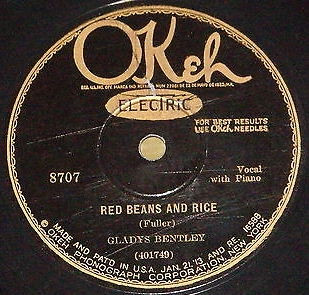 OKeh
ELECTRIC
FOR BEST RESULTS
USE OKeh NEEDLES
8707
Vocal
with Piano
RED BEANS AND RICE
(Fuller)
GLADYS BENTLEY
(401749)
© MADE AND PAT'D IN U.S.A. JAN. 21, '13 AND RE. 16588
OKEH PHONOGRAPH CORPORATION, NEW YORK